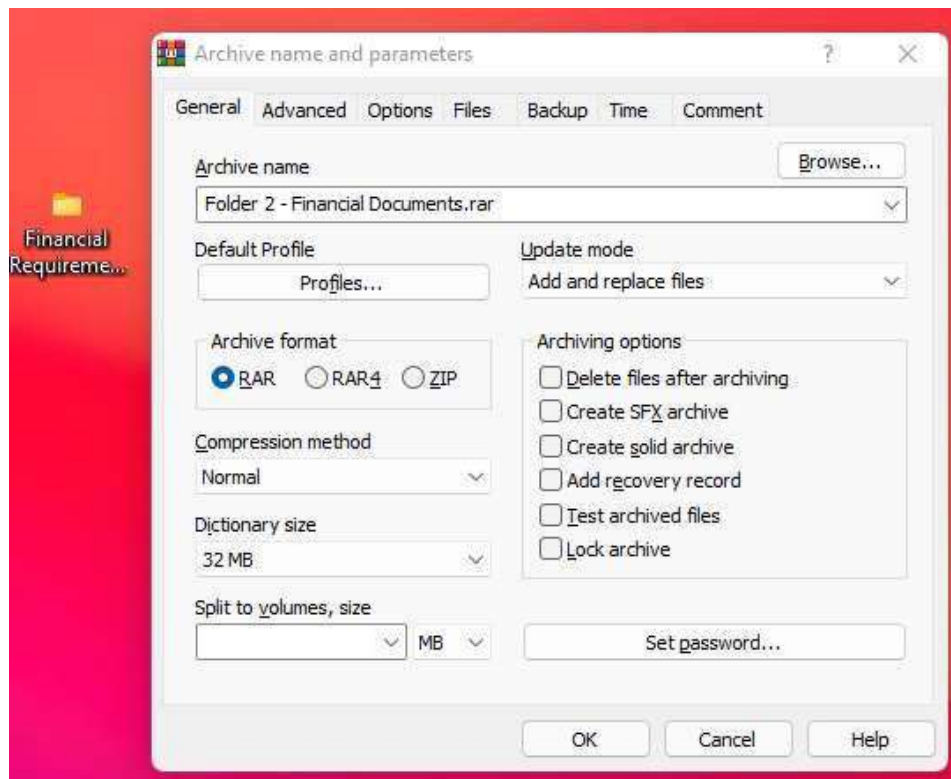 Archive name and parameters
?
General Advanced Options Files Backup Time Comment
Archive name
Browse...
Folder 2 - Financial Documents.rar
Financial
Requireme...
Default Profile
Profiles...
Update mode
Add and replace files
Archive format
RAR RAR4 ZIP
Archiving options
Delete files after archiving
Create SFX archive
Create solid archive
Add recovery record
Test archived files
Lock archive
Compression method
Normal
Dictionary size
32 MB
Split to volumes, size
MB
Set password...
OK Cancel Help